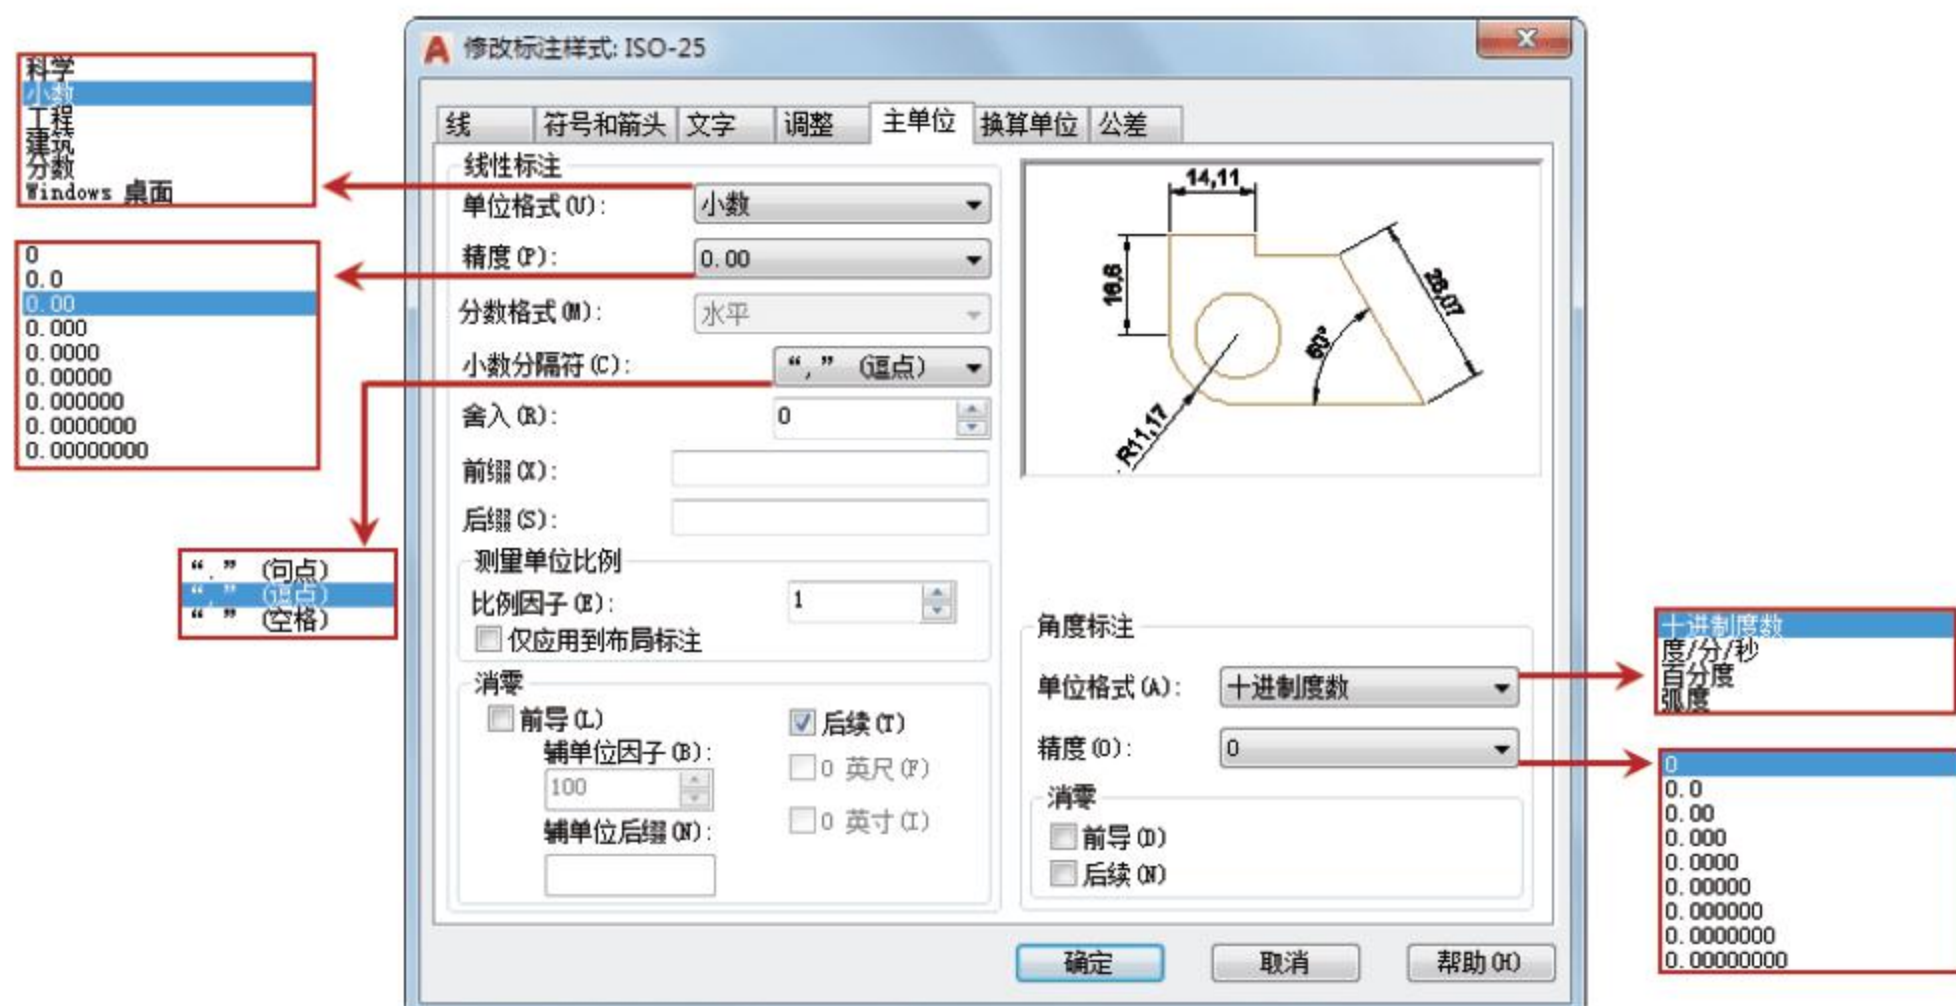 修改标注样式: ISO-25
线
符号和箭头
文字
调整
主单位
换算单位
公差
线性标注
单位格式(U):
小数
精度(P):
0.00
分数格式(M):
水平
小数分隔符(C):
“,” (逗点)
舍入(R):
0
前缀(X):
后缀(S):
测量单位比例
比例因子(E):
1
仅应用到布局标注
消零
前导(L)
后续(T)
辅单位因子(B):
0 英尺(F)
100
辅单位后缀(N):
0 英寸(I)
14,11
16,6
28,07
60°
R11,17
角度标注
单位格式(A):
十进制度数
精度(O):
0
消零
前导(D)
后续(N)
确定
取消
帮助(H)
科学
小数
工程
建筑
分数
Windows 桌面
0
0.0
0.00
0.000
0.0000
0.00000
0.000000
0.0000000
0.00000000
“.” (句点)
“,” (逗点)
“ ” (空格)
十进制度数
度/分/秒
百分度
弧度
0
0.0
0.00
0.000
0.0000
0.00000
0.000000
0.0000000
0.00000000